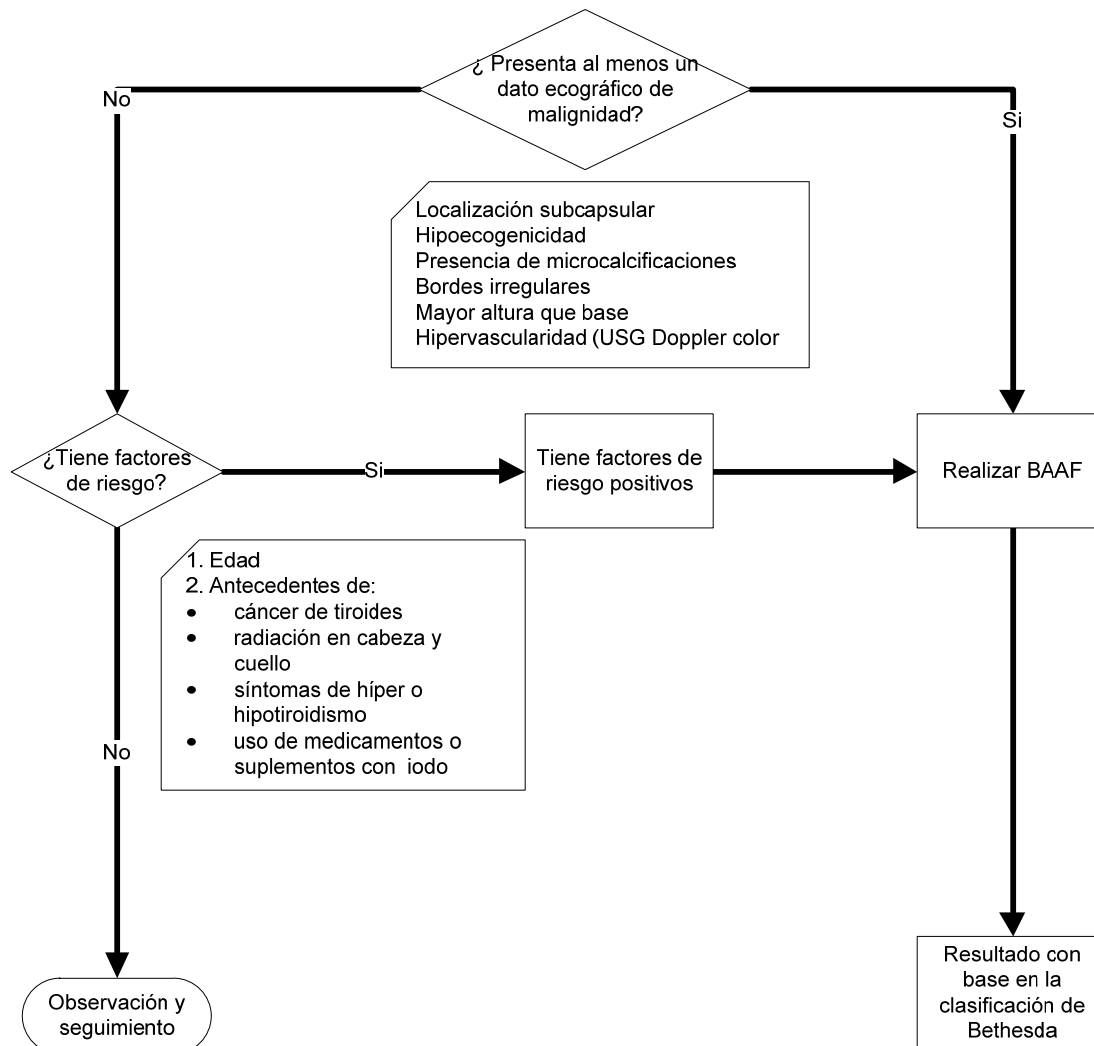 ¿ Presenta al menos un
dato ecográfico de
malignidad?
No
Si
Localización subcapsular
Hipoecogenicidad
Presencia de microcalcificaciones
Bordes irregulares
Mayor altura que base
Hipervascularidad (USG Doppler color
¿Tiene factores
de riesgo?
Si
Tiene factores de
riesgo positivos
Realizar BAAF
1. Edad
2. Antecedentes de:
• cáncer de tiroides
• radiación en cabeza y
cuello
• síntomas de híper o
hipotiroidismo
• uso de medicamentos o
suplementos con iodo
No
Observación y
seguimiento
Resultado con
base en la
clasificación de
Bethesda